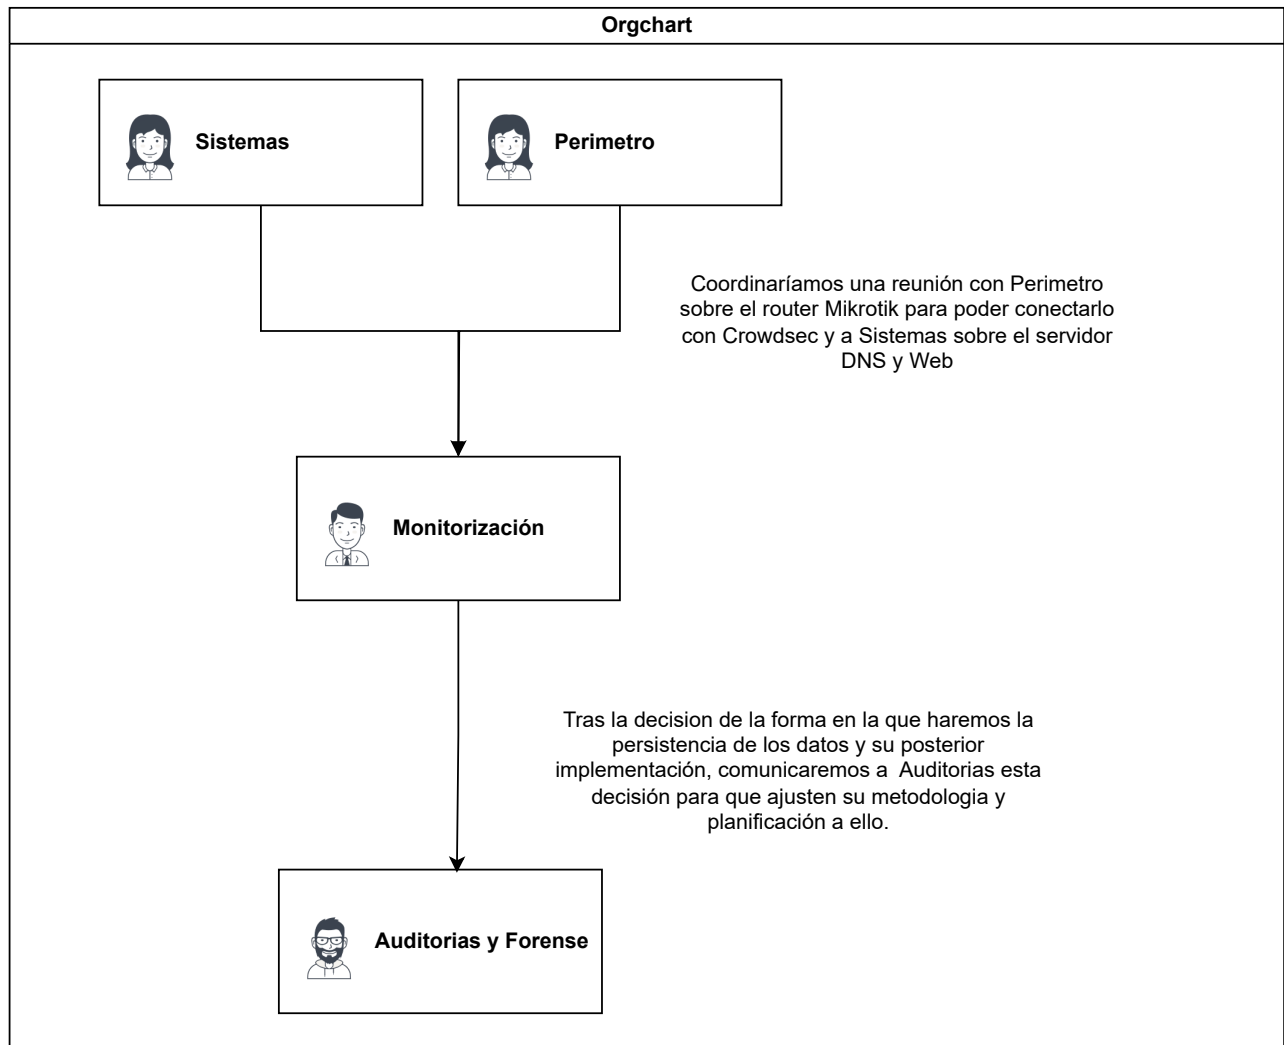 Orgchart
Sistemas
Perimetro
Coordinaríamos una reunión con Perimetro
sobre el router Mikrotik para poder conectarlo
con Crowdsec y a Sistemas sobre el servidor
DNS y Web
Monitorización
Tras la decision de la forma en la que haremos la
persistencia de los datos y su posterior
implementación, comunicaremos a  Auditorias esta
decisión para que ajusten su metodologia y
planificación a ello.
Auditorias y Forense